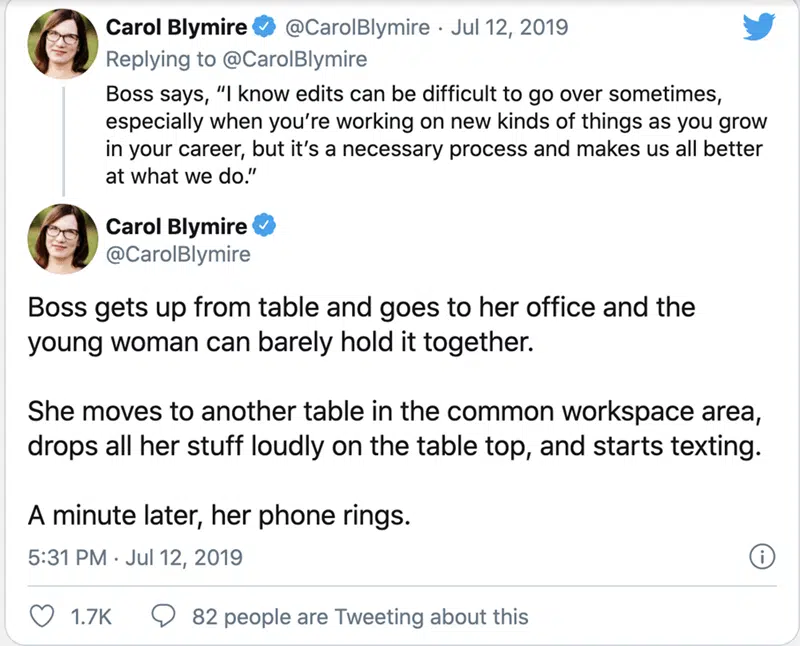 Carol Blymire @CarolBlymire · Jul 12, 2019
Replying to @CarolBlymire
Boss says, “I know edits can be difficult to go over sometimes,
especially when you’re working on new kinds of things as you grow
in your career, but it’s a necessary process and makes us all better
at what we do.”
Carol Blymire
@CarolBlymire
Boss gets up from table and goes to her office and the
young woman can barely hold it together.
She moves to another table in the common workspace area,
drops all her stuff loudly on the table top, and starts texting.
A minute later, her phone rings.
5:31 PM · Jul 12, 2019
1.7K 82 people are Tweeting about this